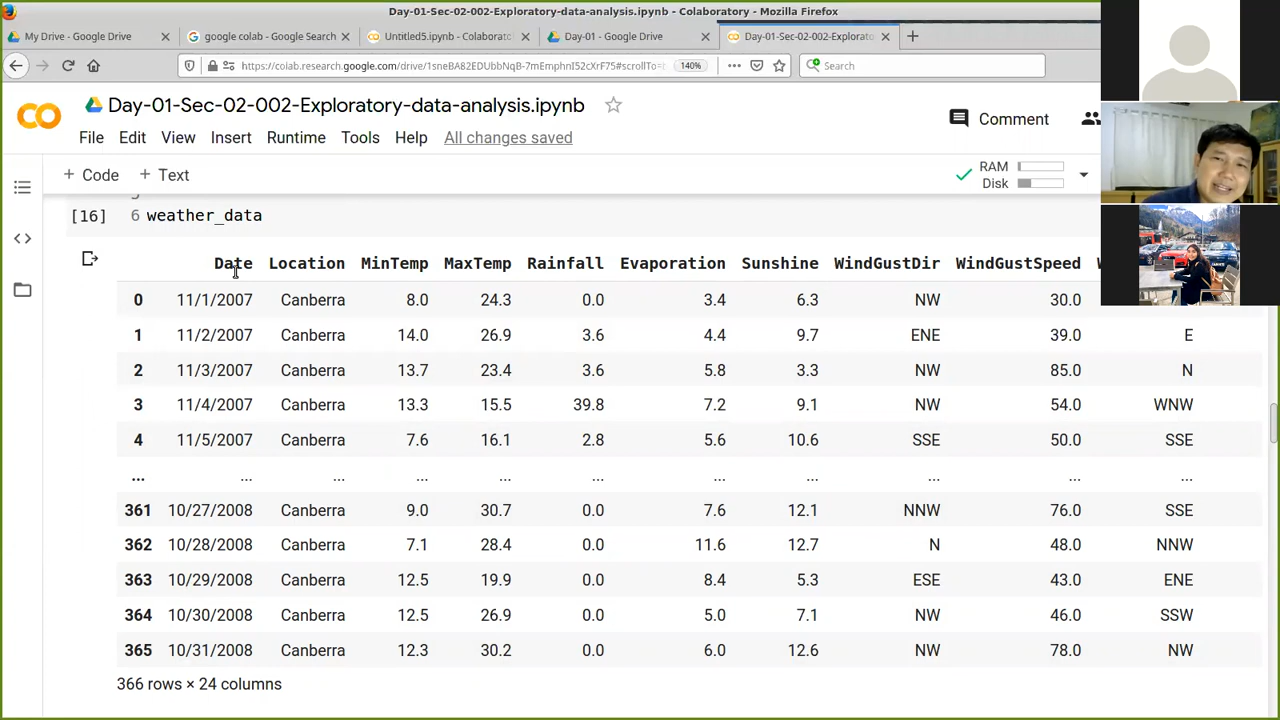 Day-01-Sec-02-002-Exploratory-data-analysis.ipynb - Colaboratory - Mozilla Firefox
My Drive - Google Drive × google colab - Google Search × Untitled5.ipynb - Colaborator × Day-01 - Google Drive × Day-01-Sec-02-002-Explorato × +
https://colab.research.google.com/drive/1sneBA82EDUbbNqB-7mEmphnI52cXrF75#scrollTo=t 140% Search
Day-01-Sec-02-002-Exploratory-data-analysis.ipynb
Comment
File Edit View Insert Runtime Tools Help All changes saved
+ Code + Text RAM
Disk
[16] 6 weather_data
Date Location MinTemp MaxTemp Rainfall Evaporation Sunshine WindGustDir WindGustSpeed
0 11/1/2007 Canberra 8.0 24.3 0.0 3.4 6.3 NW 30.0
1 11/2/2007 Canberra 14.0 26.9 3.6 4.4 9.7 ENE 39.0 E
2 11/3/2007 Canberra 13.7 23.4 3.6 5.8 3.3 NW 85.0 N
3 11/4/2007 Canberra 13.3 15.5 39.8 7.2 9.1 NW 54.0 WNW
4 11/5/2007 Canberra 7.6 16.1 2.8 5.6 10.6 SSE 50.0 SSE
... ... ... ... ... ... ... ... ... ... ...
361 10/27/2008 Canberra 9.0 30.7 0.0 7.6 12.1 NNW 76.0 SSE
362 10/28/2008 Canberra 7.1 28.4 0.0 11.6 12.7 N 48.0 NNW
363 10/29/2008 Canberra 12.5 19.9 0.0 8.4 5.3 ESE 43.0 ENE
364 10/30/2008 Canberra 12.5 26.9 0.0 5.0 7.1 NW 46.0 SSW
365 10/31/2008 Canberra 12.3 30.2 0.0 6.0 12.6 NW 78.0 NW
366 rows × 24 columns